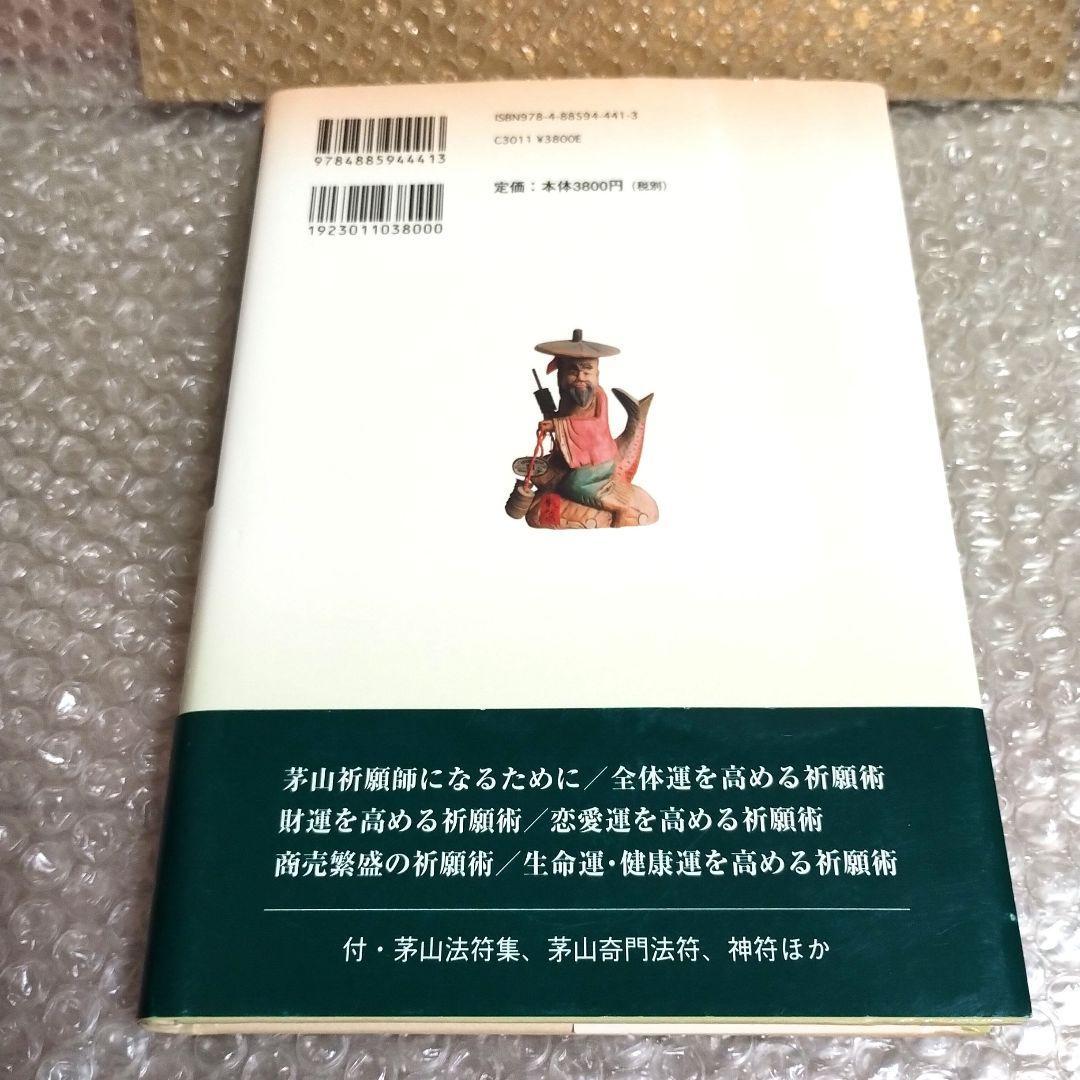 ISBN978-4-88594-441-3
C3011 ¥3800E
9784885944413
定価：本体3800円（税別）
1923011038000
茅山祈願師になるために／全体運を高める祈願術
財運を高める祈願術／恋愛運を高める祈願術
商売繁盛の祈願術／生命運・健康運を高める祈願術
付・茅山法符集、茅山奇門法符、神符ほか